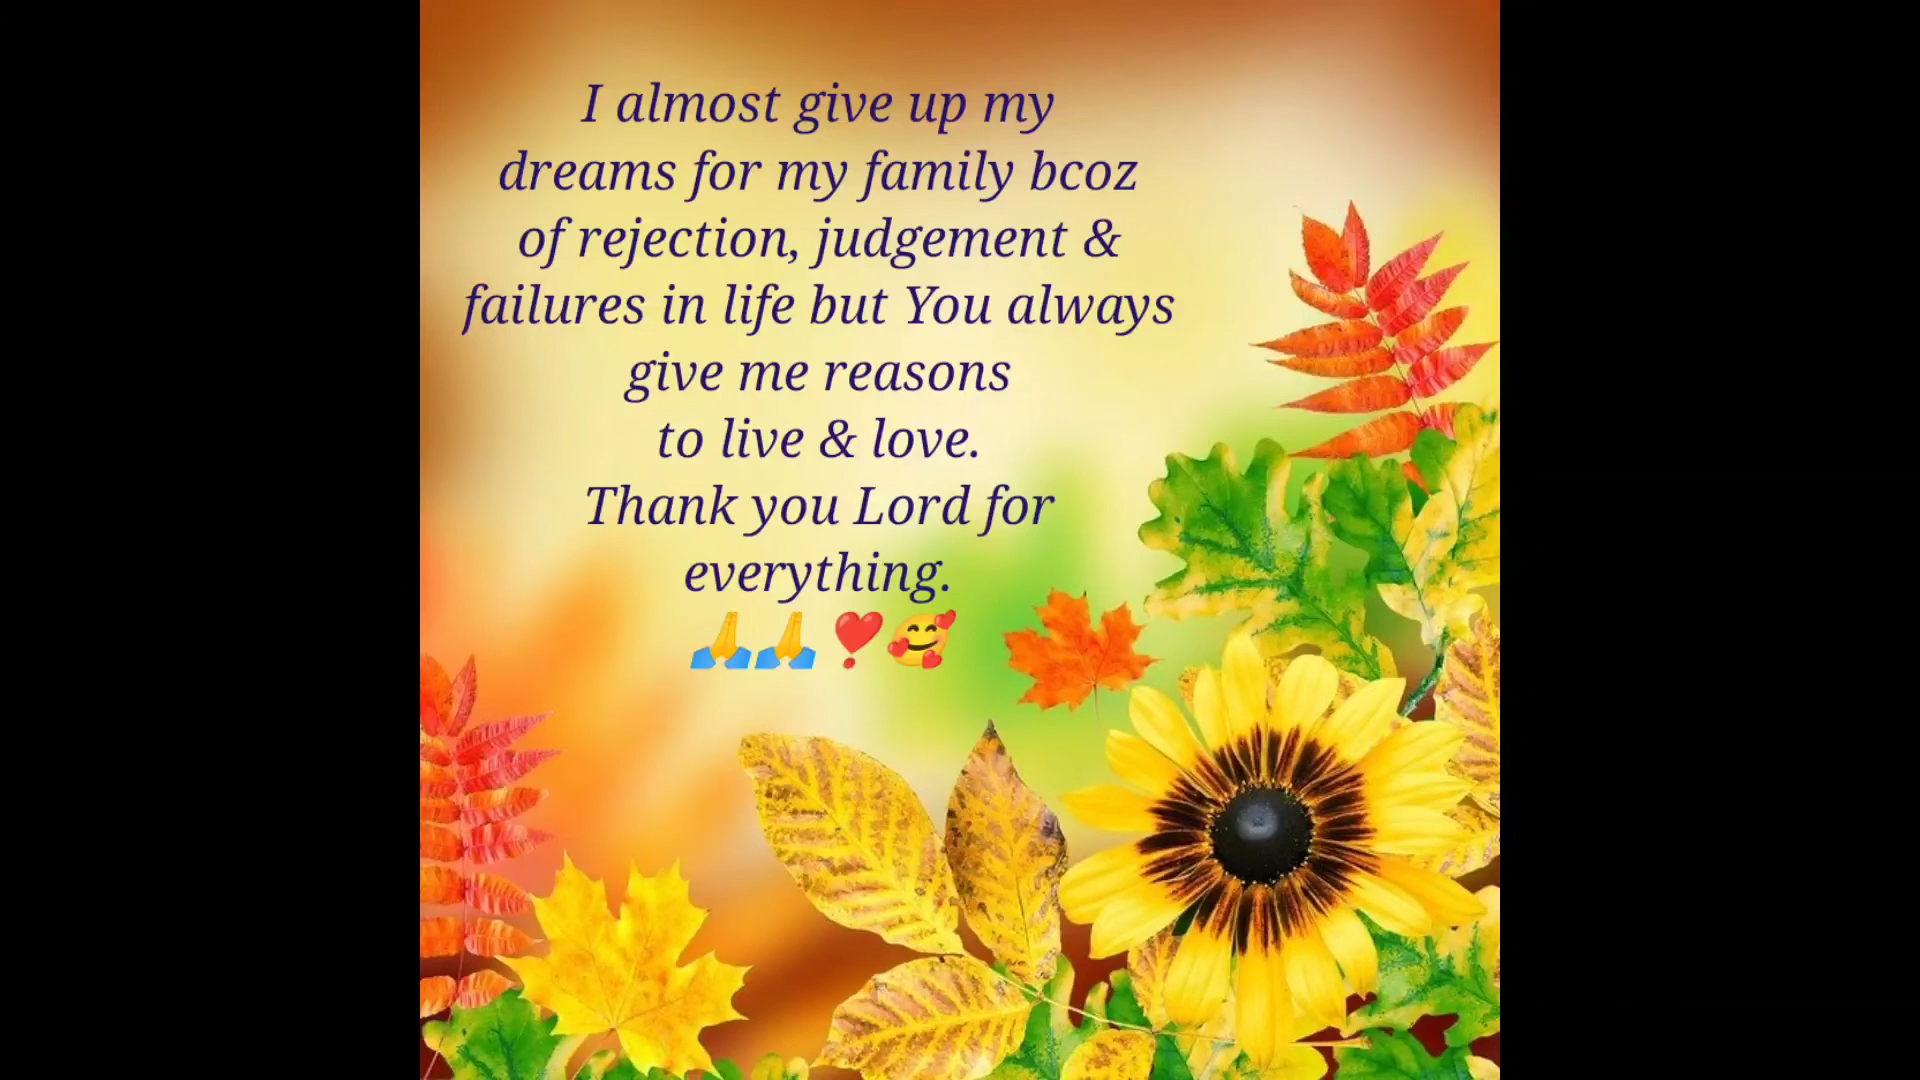 I almost give up my
dreams for my family bcoz
of rejection, judgement &
failures in life but You always
give me reasons
to live & love.
Thank you Lord for
everything.
🙏🙏❣️🥰